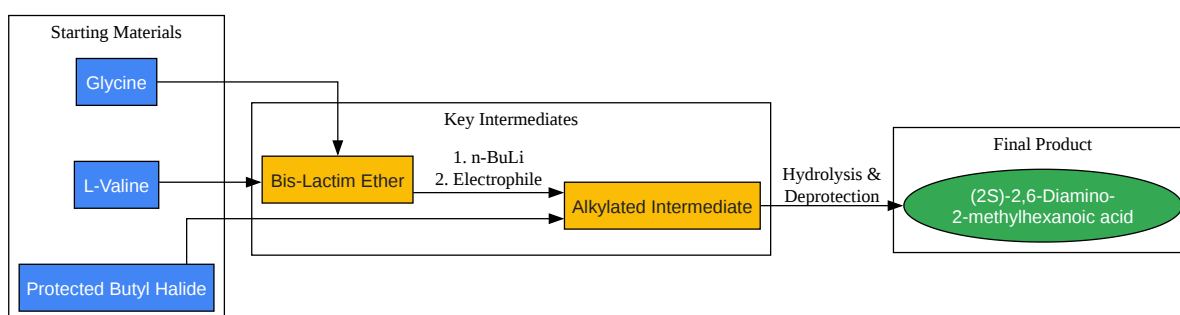 Starting Materials
Glycine
L-Valine
Protected Butyl Halide
Key Intermediates
Bis-Lactim Ether
1. n-BuLi
2. Electrophile
Alkylated Intermediate
Hydrolysis &
Deprotection
Final Product
(2S)-2,6-Diamino-
2-methylhexanoic acid